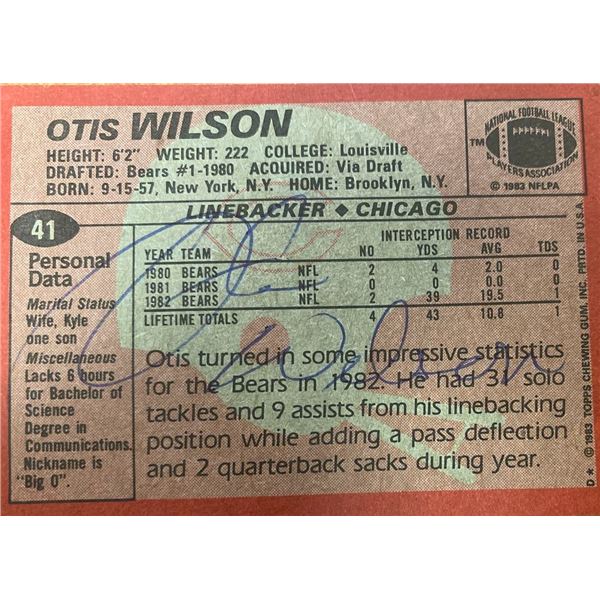 OTIS WILSON
HEIGHT: 6'2" WEIGHT: 222 COLLEGE: Louisville
DRAFTED: Bears #1-1980 ACQUIRED: Via Draft
BORN: 9-15-57, New York, N.Y. HOME: Brooklyn, N.Y.
NATIONAL FOOTBALL LEAGUE
PLAYERS ASSOCIATION
TM
© 1983 NFLPA
LINEBACKER ◆ CHICAGO
41
Personal
Data
Marital Status
Wife, Kyle
one son
Miscellaneous
Lacks 6 hours
for Bachelor of
Science
Degree in
Communications.
Nickname is
"Big O".
INTERCEPTION RECORD
YEAR TEAM NO YDS AVG TDS
1980 BEARS NFL 2 4 2.0 0
1981 BEARS NFL 0 0 0.0 0
1982 BEARS NFL 2 39 19.5 1
LIFETIME TOTALS 4 43 10.8 1
Otis Wilson
Otis turned in some impressive statistics
for the Bears in 1982. He had 31 solo
tackles and 9 assists from his linebacking
position while adding a pass deflection
and 2 quarterback sacks during year.
D* © 1983 TOPPS CHEWING GUM, INC. PRTD. IN U.S.A.